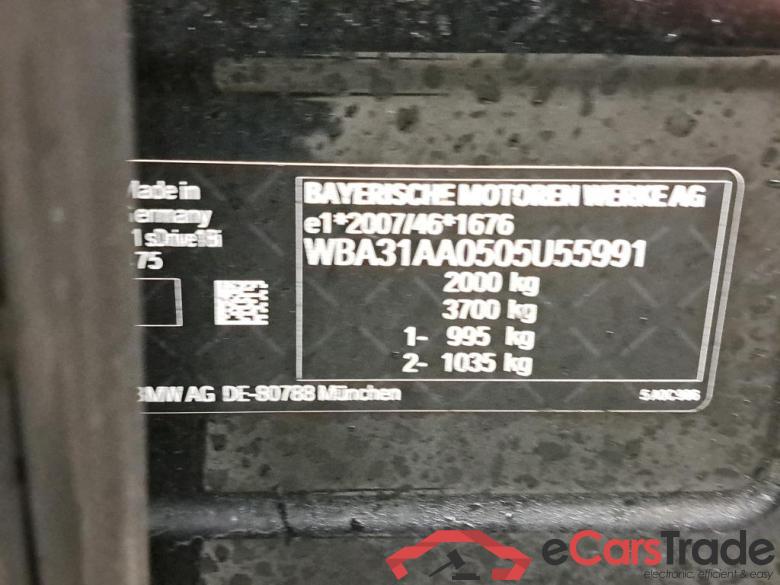 Made in
Germany
1 sDrive18i
475
BAYERISCHE MOTOREN WERKE AG
e1*2007/46*1676
WBA31AA0505U55991
2000 kg
3700 kg
1- 995 kg
2- 1035 kg
BMW AG DE-80788 München
eCarsTrade
electronic, efficient & easy